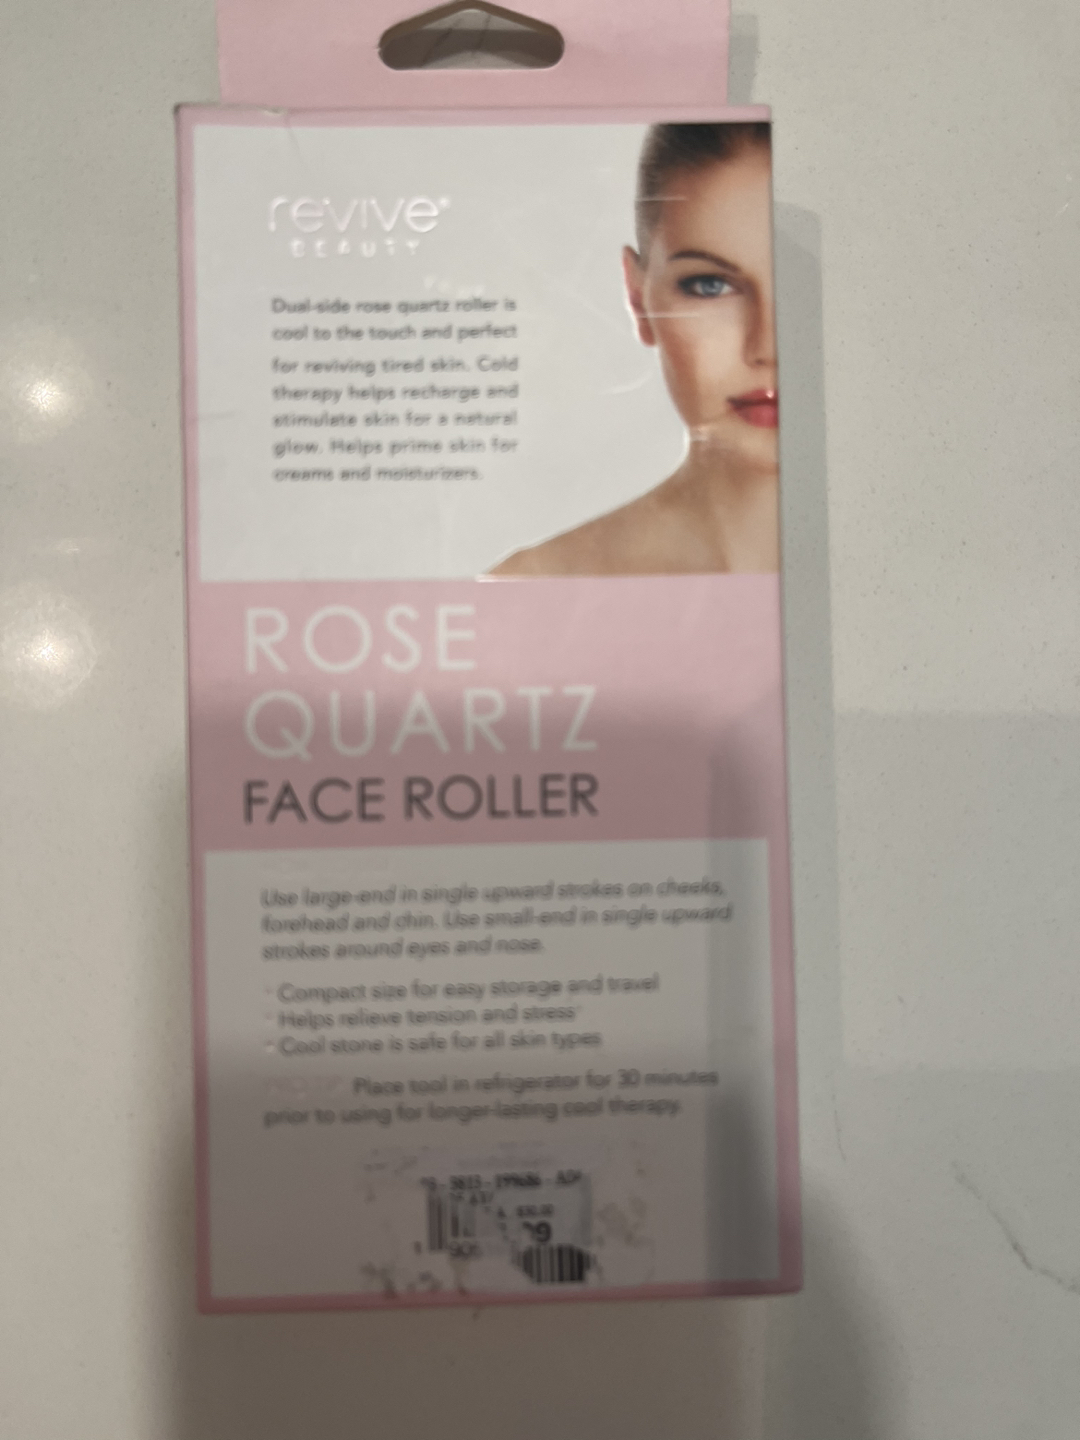 revive®
BEAUTY
Dual-side rose quartz roller is
cool to the touch and perfect
for reviving tired skin. Cold
therapy helps recharge and
stimulate skin for a natural
glow. Helps prime skin for
creams and moisturizers.
ROSE
QUARTZ
FACE ROLLER
Use large-end in single upward strokes on cheeks,
forehead and chin. Use small-end in single upward
strokes around eyes and nose.
· Compact size for easy storage and travel
· Helps relieve tension and stress
· Cool stone is safe for all skin types
Place tool in refrigerator for 30 minutes
prior to using for longer-lasting cool therapy.